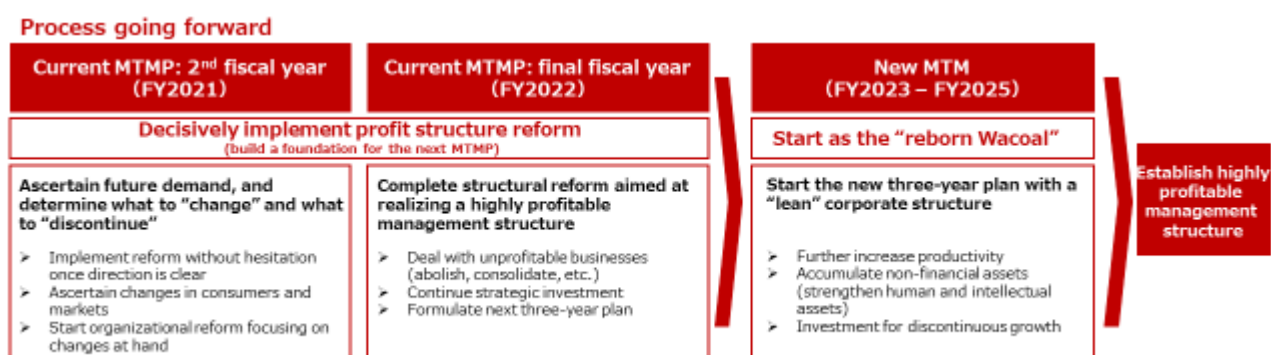 Process going forward
Current MTMP: 2nd fiscal year
(FY2021)
Current MTMP: final fiscal year
(FY2022)
New MTM
(FY2023 – FY2025)
Decisively implement profit structure reform
(build a foundation for the next MTMP)
Start as the “reborn Wacoal”
Ascertain future demand, and
determine what to “change” and what
to “discontinue”
➢ Implement reform without hesitation
once direction is clear
➢ Ascertain changes in consumers and
markets
➢ Start organizational reform focusing on
changes at hand
Complete structural reform aimed at
realizing a highly profitable
management structure
➢ Deal with unprofitable businesses
(abolish, consolidate, etc.)
➢ Continue strategic investment
➢ Formulate next three-year plan
Start the new three-year plan with a
“lean” corporate structure
➢ Further increase productivity
➢ Accumulate non-financial assets
(strengthen human and intellectual
assets)
➢ Investment for discontinuous growth
Establish highly
profitable
management
structure